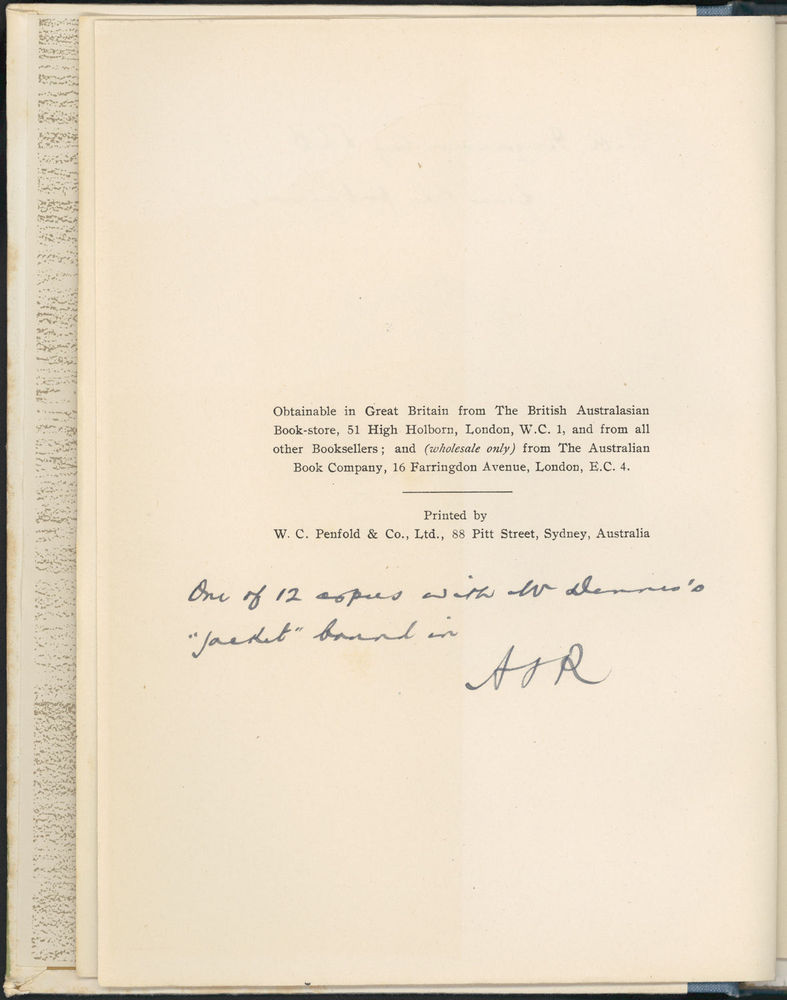 Obtainable in Great Britain from The British Australasian
Book-store, 51 High Holborn, London, W.C. 1, and from all
other Booksellers; and (wholesale only) from The Australian
Book Company, 16 Farringdon Avenue, London, E.C. 4.
Printed by
W. C. Penfold & Co., Ltd., 88 Pitt Street, Sydney, Australia
One of 12 copies with Mr Dennis's
"jacket" bound in